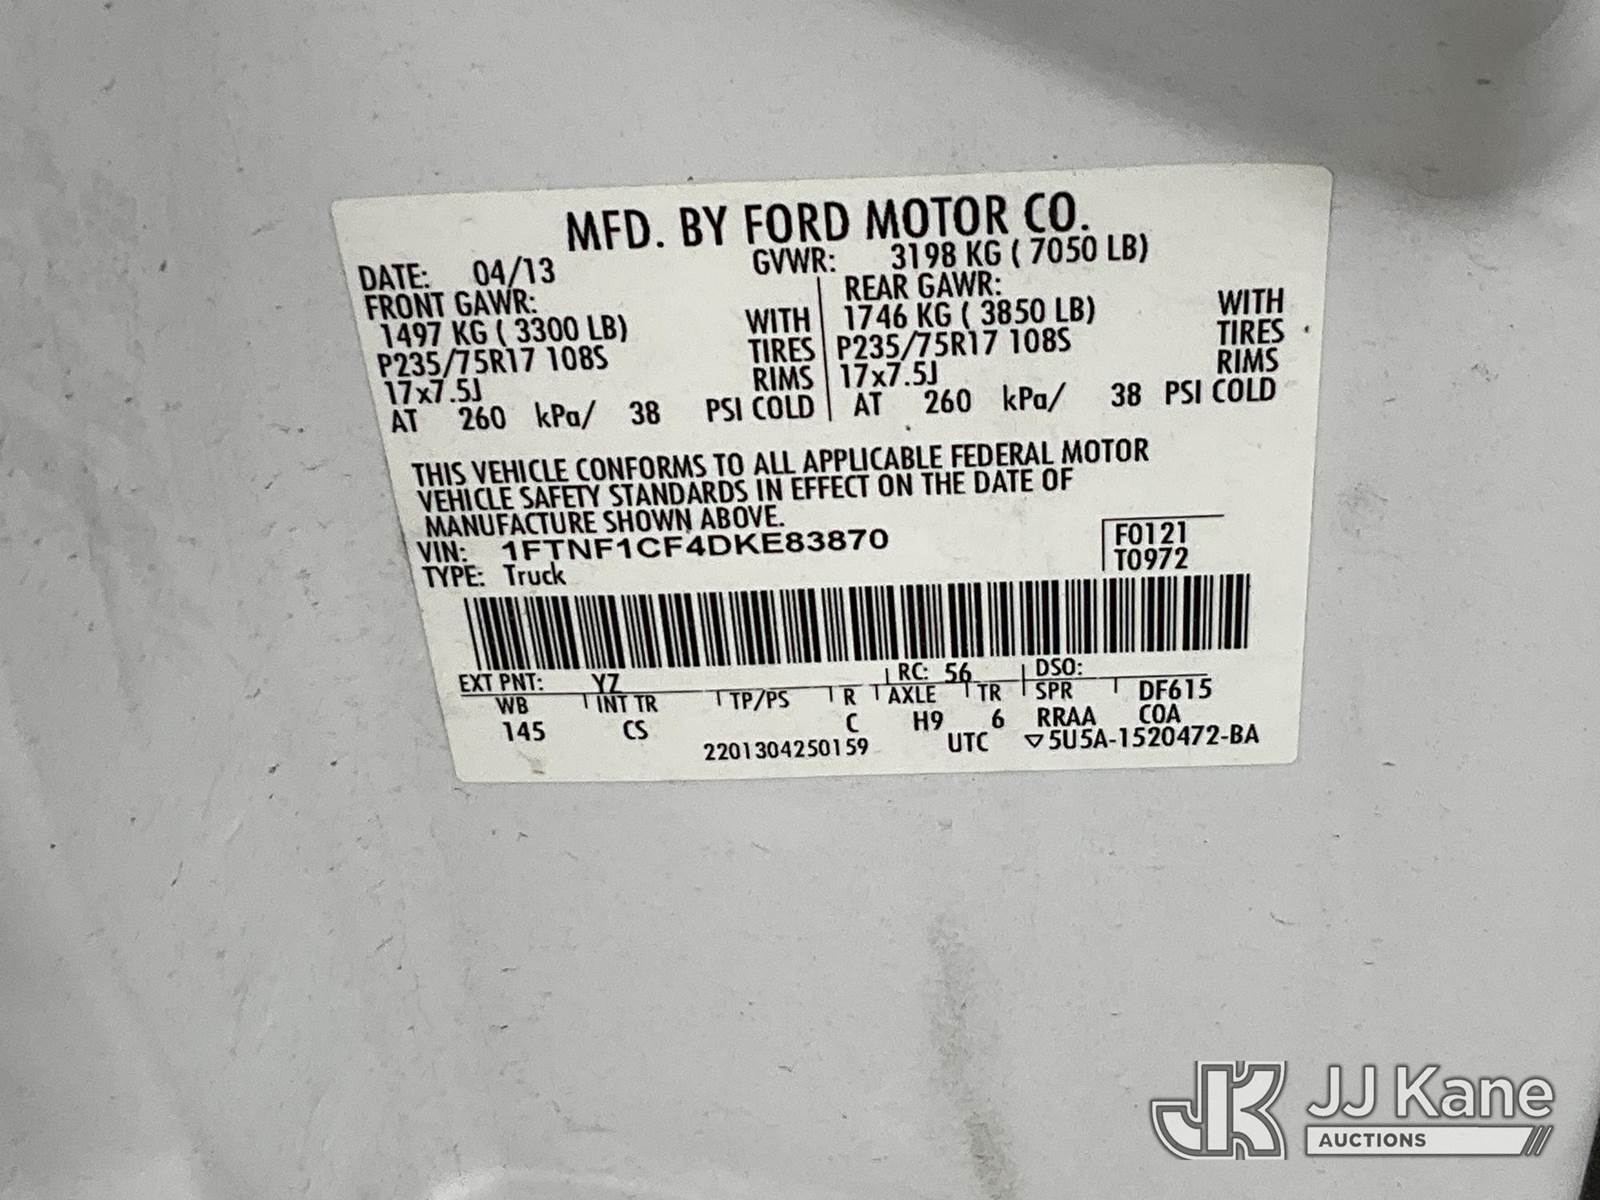 MFD. BY FORD MOTOR CO.
DATE: 04/13 GVWR: 3198 KG ( 7050 LB)
FRONT GAWR: REAR GAWR:
1497 KG ( 3300 LB) WITH 1746 KG ( 3850 LB) WITH
P235/75R17 108S TIRES P235/75R17 108S TIRES
17x7.5J RIMS 17x7.5J RIMS
AT 260 kPa/ 38 PSI COLD AT 260 kPa/ 38 PSI COLD
THIS VEHICLE CONFORMS TO ALL APPLICABLE FEDERAL MOTOR
VEHICLE SAFETY STANDARDS IN EFFECT ON THE DATE OF
MANUFACTURE SHOWN ABOVE.
VIN: 1FTNF1CF4DKE83870 F0121
TYPE: Truck T0972
EXT PNT: YZ RC: 56 DSO:
WB INT TR TP/PS R AXLE TR SPR DF615
145 CS C H9 6 RRAA COA
2201304250159 UTC ▽5U5A-1520472-BA
JK JJ Kane
AUCTIONS